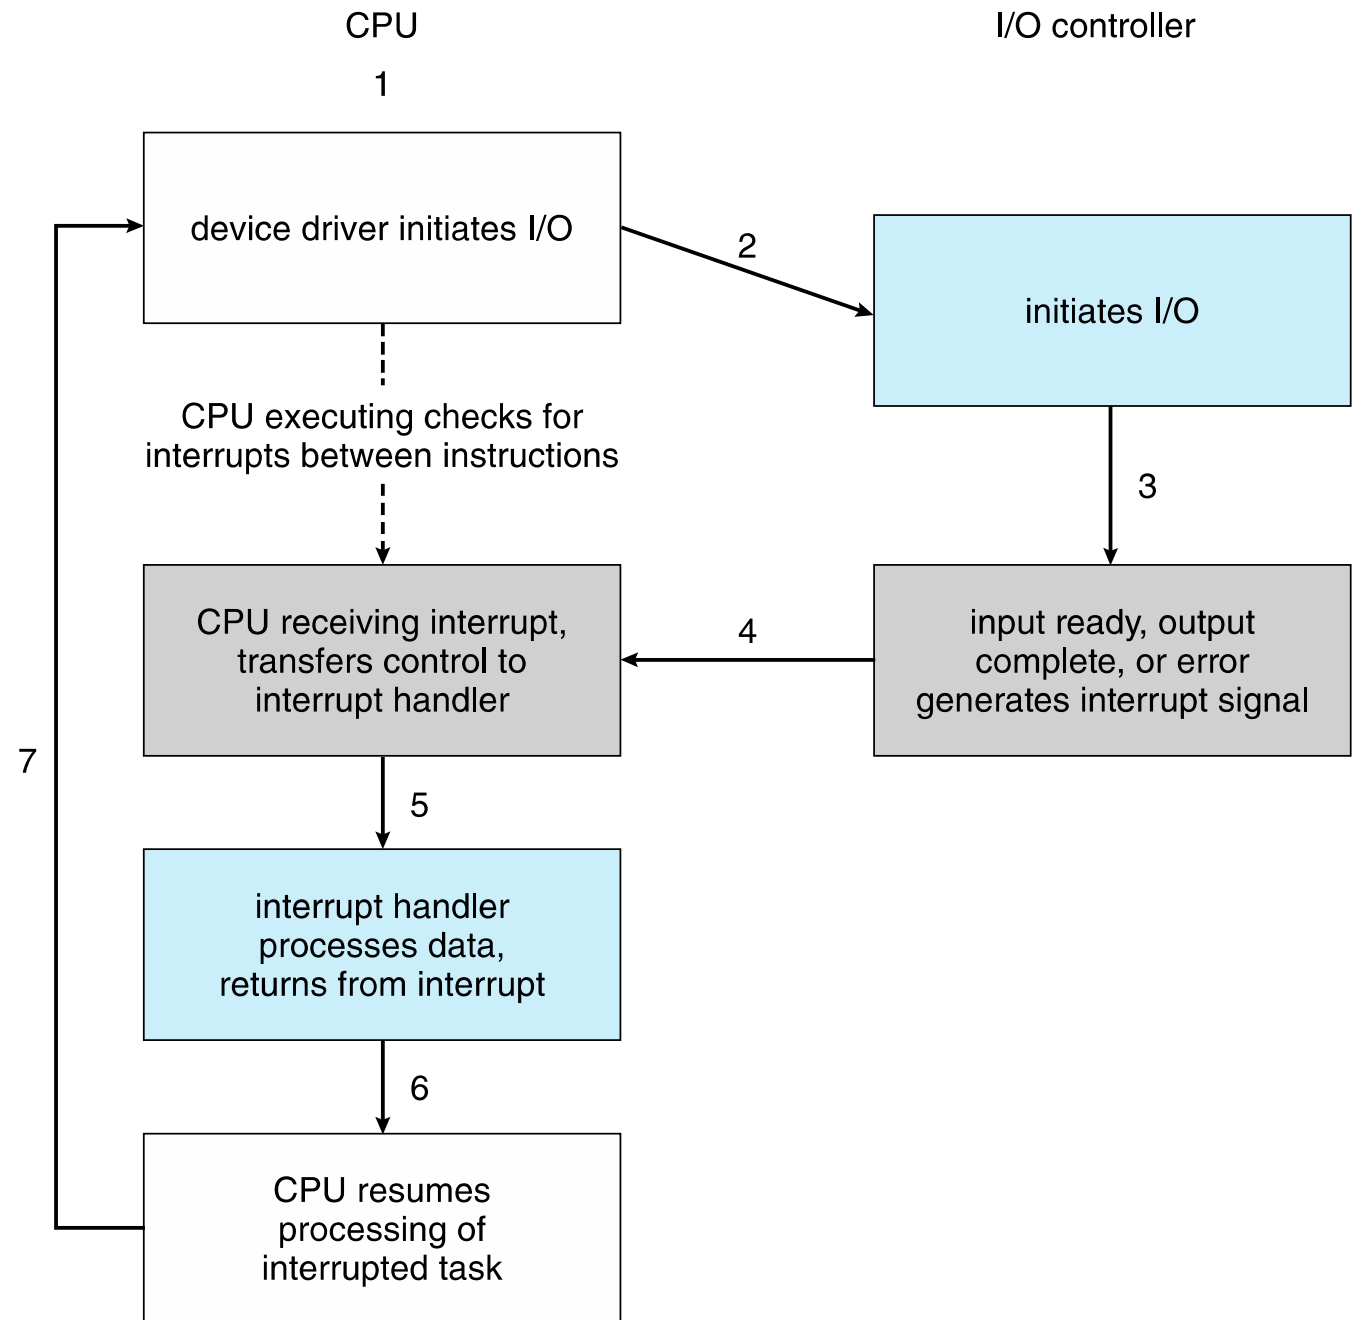 CPU
I/O controller
1
device driver initiates I/O
2
initiates I/O
CPU executing checks for
interrupts between instructions
3
CPU receiving interrupt,
transfers control to
interrupt handler
4
input ready, output
complete, or error
generates interrupt signal
7
5
interrupt handler
processes data,
returns from interrupt
6
CPU resumes
processing of
interrupted task